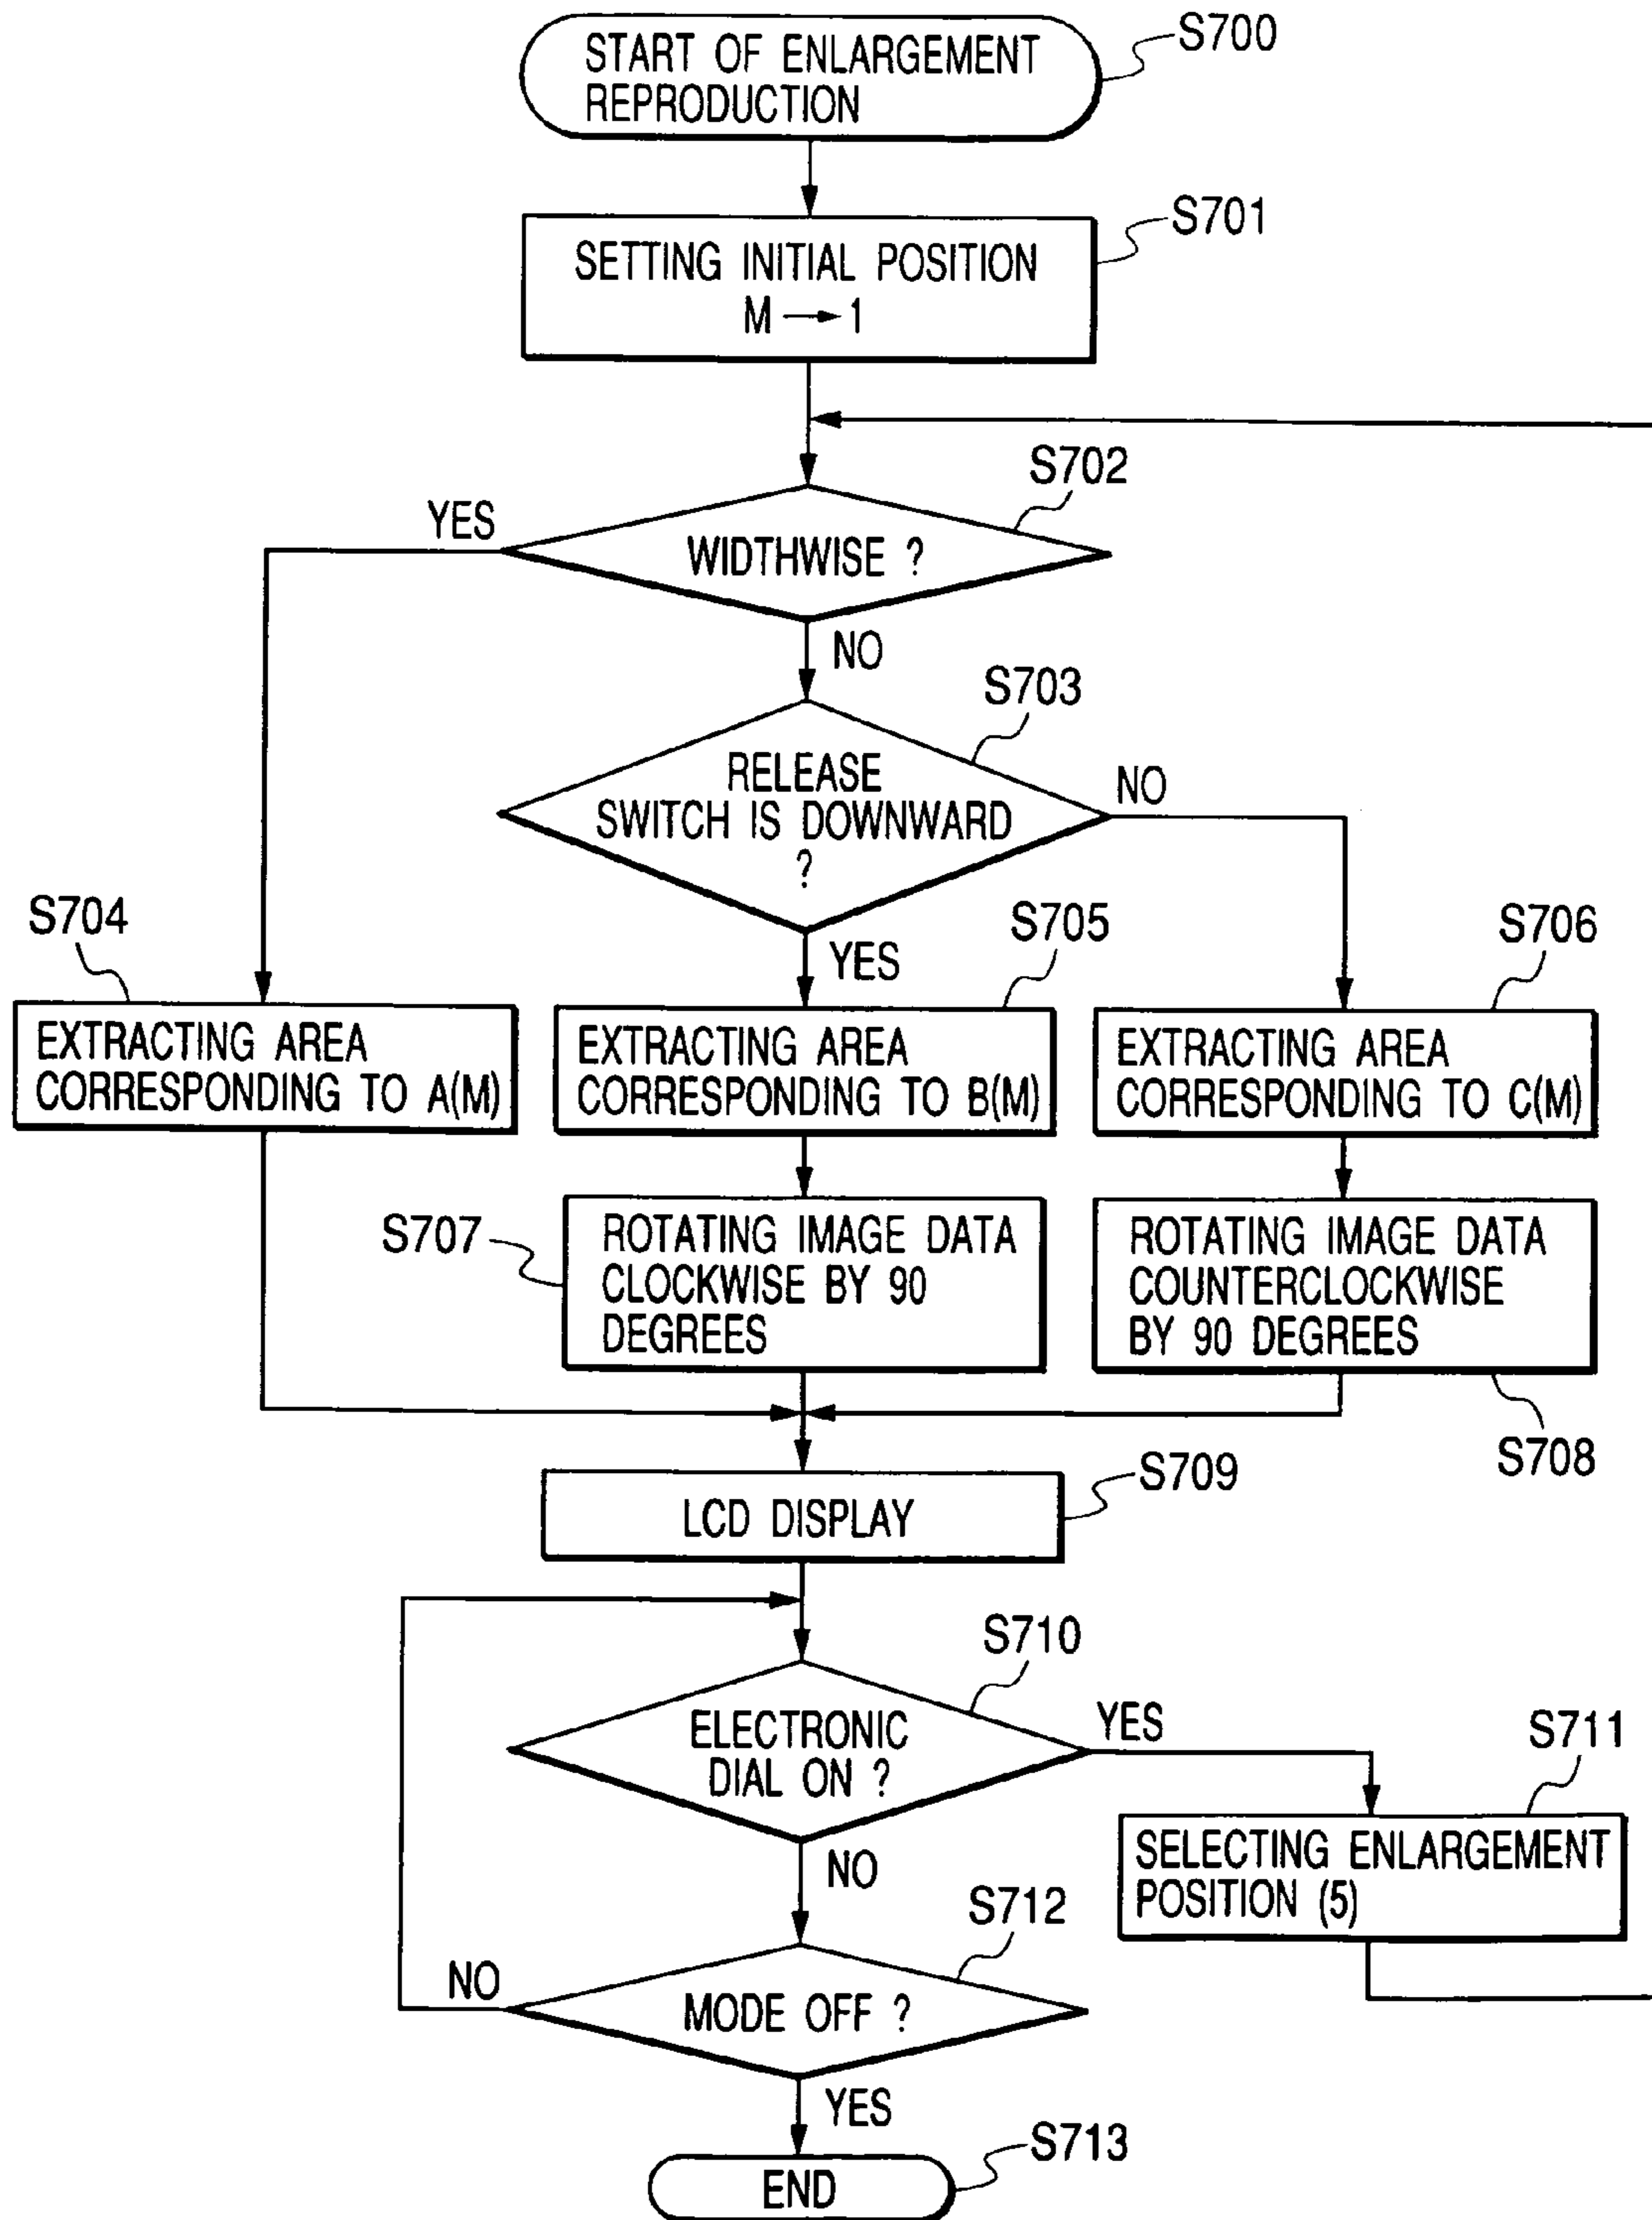 START OF ENLARGEMENT
REPRODUCTION
S700
SETTING INITIAL POSITION
M → 1
S701
S702
YES
WIDTHWISE ?
NO
S703
RELEASE
SWITCH IS DOWNWARD
?
NO
YES
S704
S705
S706
EXTRACTING AREA
CORRESPONDING TO A(M)
EXTRACTING AREA
CORRESPONDING TO B(M)
EXTRACTING AREA
CORRESPONDING TO C(M)
S707
ROTATING IMAGE DATA
CLOCKWISE BY 90
DEGREES
ROTATING IMAGE DATA
COUNTERCLOCKWISE
BY 90 DEGREES
S708
S709
LCD DISPLAY
S710
ELECTRONIC
DIAL ON ?
YES
NO
S711
SELECTING ENLARGEMENT
POSITION (5)
S712
NO
MODE OFF ?
YES
S713
END